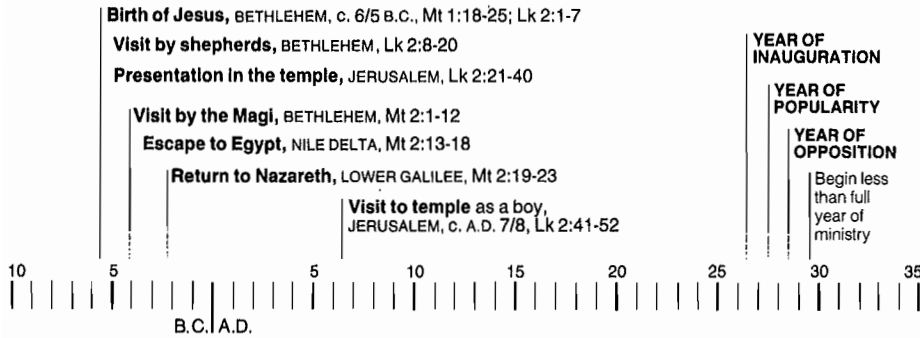 Birth of Jesus, BETHLEHEM, c. 6/5 B.C., Mt 1:18-25; Lk 2:1-7
Visit by shepherds, BETHLEHEM, Lk 2:8-20
Presentation in the temple, JERUSALEM, Lk 2:21-40
Visit by the Magi, BETHLEHEM, Mt 2:1-12
Escape to Egypt, NILE DELTA, Mt 2:13-18
Return to Nazareth, LOWER GALILEE, Mt 2:19-23
Visit to temple as a boy,
JERUSALEM, c. A.D. 7/8, Lk 2:41-52
YEAR OF
INAUGURATION
YEAR OF
POPULARITY
YEAR OF
OPPOSITION
Begin less
than full
year of
ministry
10 5 5 10 15 20 25 30 35
B.C. A.D.